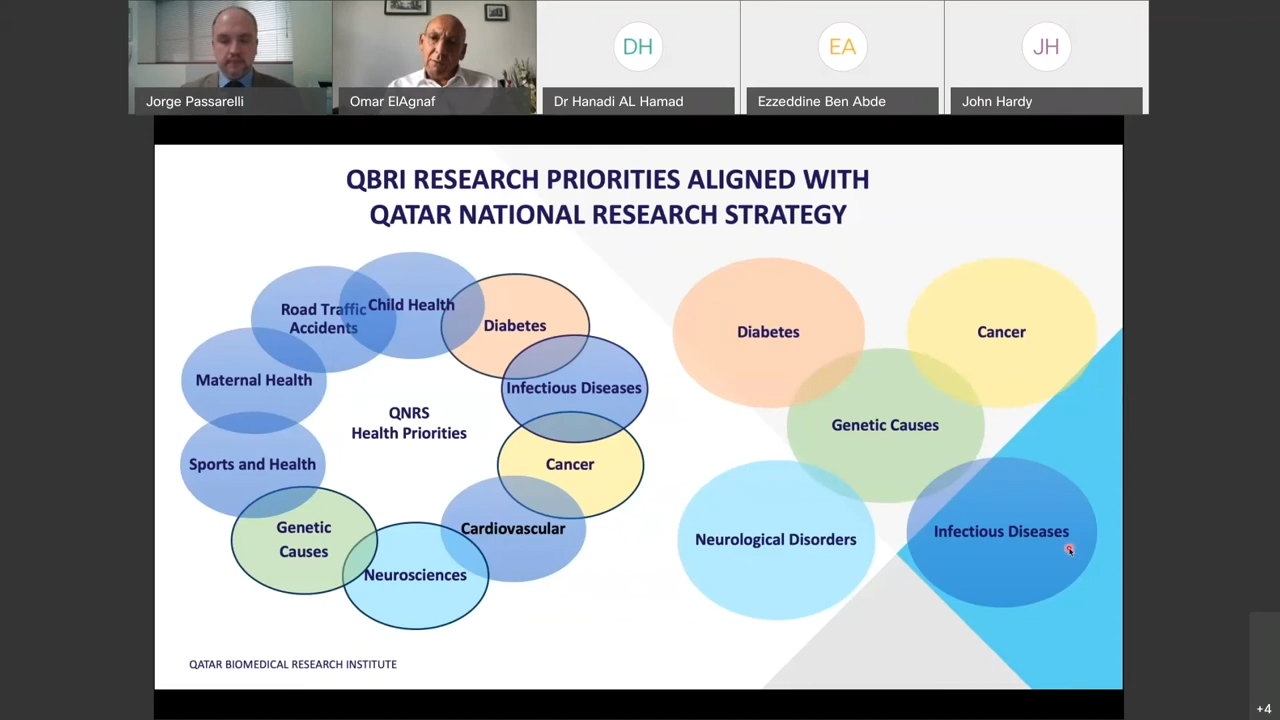 DH
EA
JH
Jorge Passarelli
Omar ElAgnaf
Dr Hanadi AL Hamad
Ezzeddine Ben Abde
John Hardy
QBRI RESEARCH PRIORITIES ALIGNED WITH
QATAR NATIONAL RESEARCH STRATEGY
Road Traffic
Accidents
Child Health
Diabetes
Maternal Health
Infectious Diseases
QNRS
Health Priorities
Sports and Health
Cancer
Genetic
Causes
Cardiovascular
Neurosciences
Diabetes
Cancer
Genetic Causes
Neurological Disorders
Infectious Diseases
QATAR BIOMEDICAL RESEARCH INSTITUTE
+4